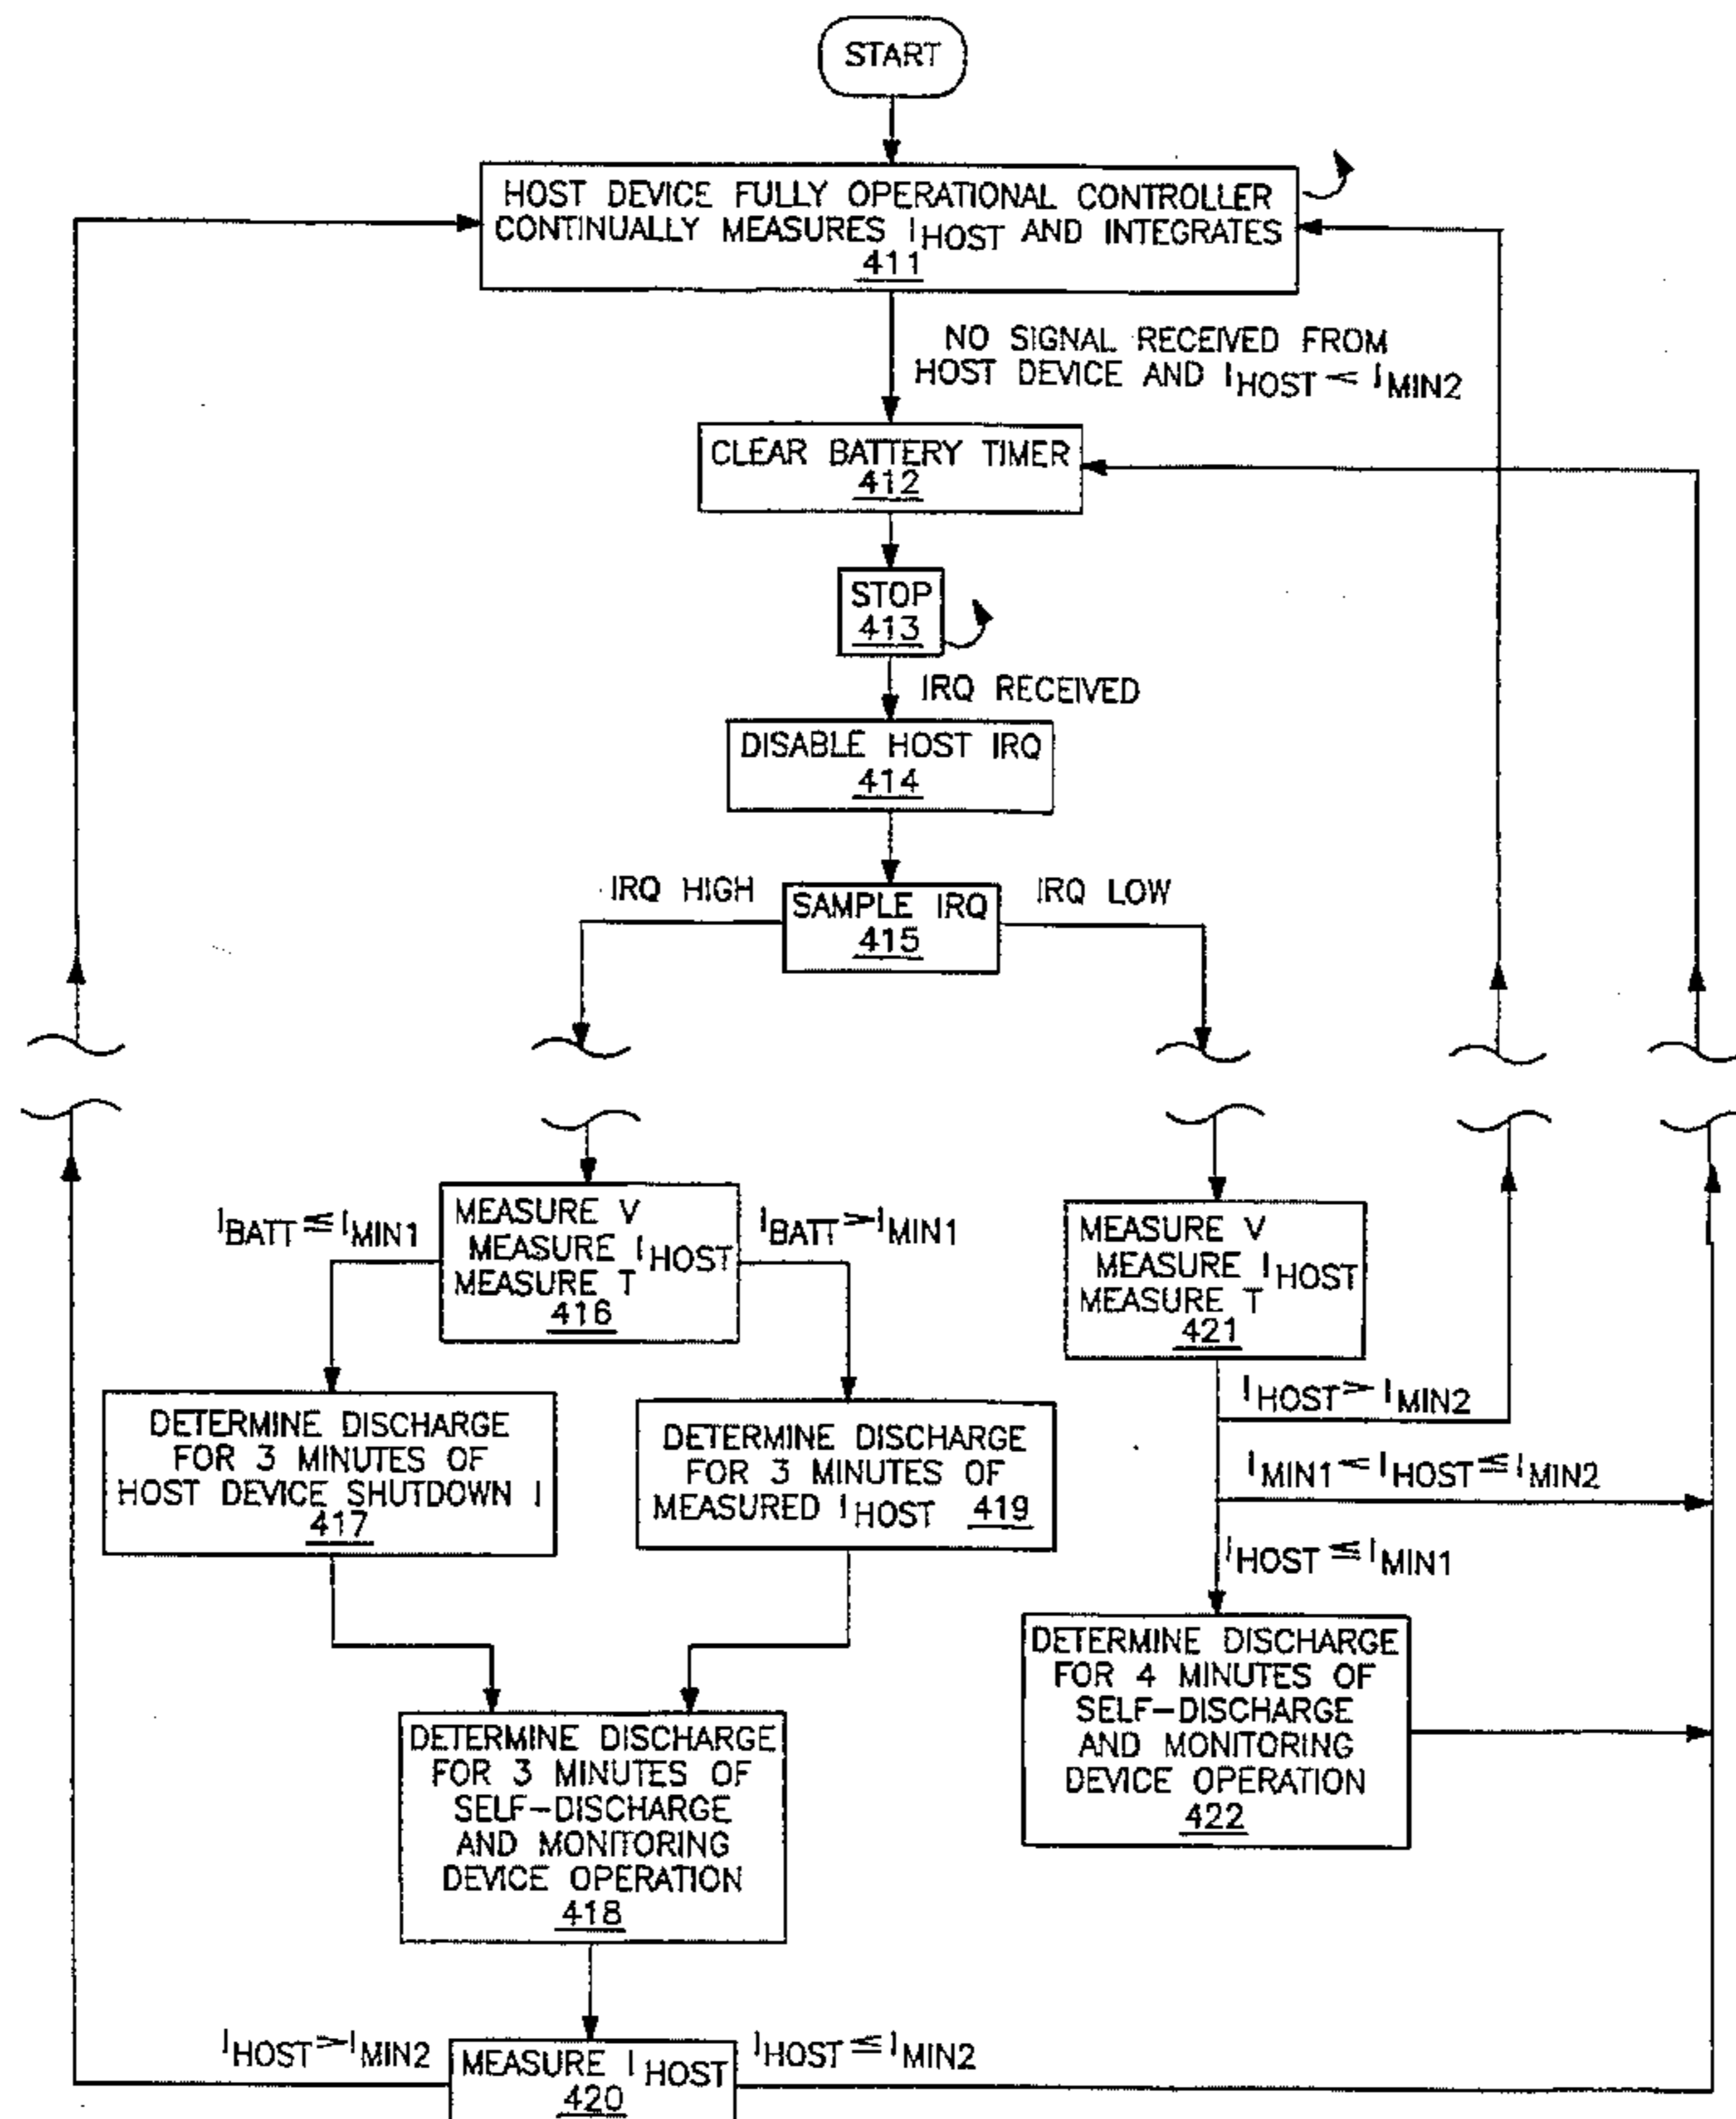 START
HOST DEVICE FULLY OPERATIONAL CONTROLLER
CONTINUALLY MEASURES IHOST AND INTEGRATES
411
NO SIGNAL RECEIVED FROM
HOST DEVICE AND IHOST < IMIN2
CLEAR BATTERY TIMER
412
STOP
413
IRQ RECEIVED
DISABLE HOST IRQ
414
IRQ HIGH
SAMPLE IRQ
415
IRQ LOW
IBATT ≦ IMIN1
MEASURE V
MEASURE IHOST
MEASURE T
416
IBATT > IMIN1
MEASURE V
MEASURE IHOST
MEASURE T
421
IHOST > IMIN2
IMIN1 < IHOST ≦ IMIN2
IHOST ≦ IMIN1
DETERMINE DISCHARGE
FOR 3 MINUTES OF
HOST DEVICE SHUTDOWN I
417
DETERMINE DISCHARGE
FOR 3 MINUTES OF
MEASURED IHOST 419
DETERMINE DISCHARGE
FOR 4 MINUTES OF
SELF-DISCHARGE
AND MONITORING
DEVICE OPERATION
422
DETERMINE DISCHARGE
FOR 3 MINUTES OF
SELF-DISCHARGE
AND MONITORING
DEVICE OPERATION
418
IHOST > IMIN2
MEASURE IHOST
420
IHOST ≦ IMIN2